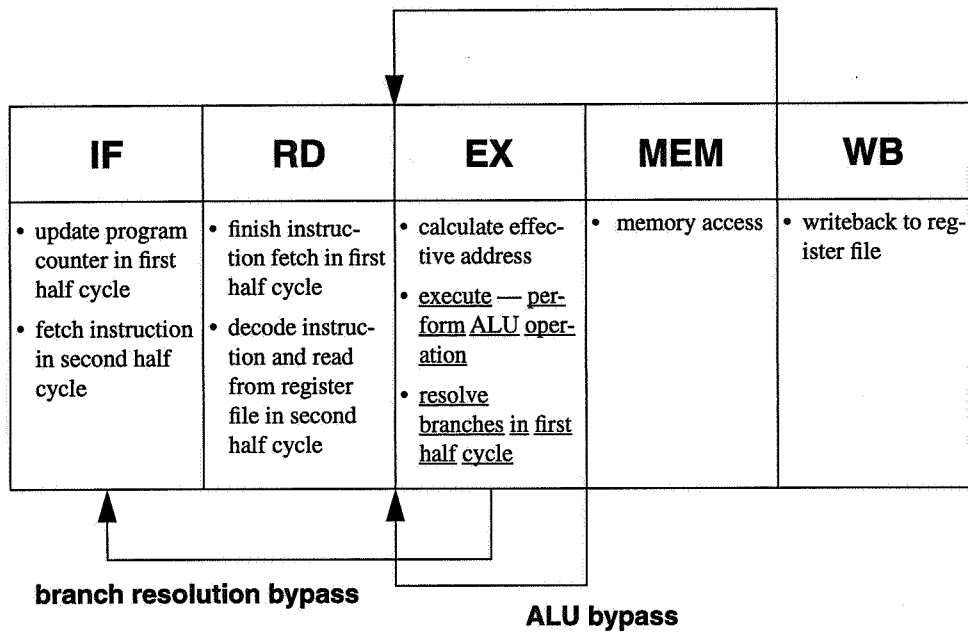 IF
RD
EX
MEM
WB
• update program
counter in first
half cycle
• fetch instruction
in second half
cycle
• finish instruc-
tion fetch in first
half cycle
• decode instruc-
tion and read
from register
file in second
half cycle
• calculate effec-
tive address
• execute — per-
form ALU oper-
ation
• resolve
branches in first
half cycle
• memory access
• writeback to reg-
ister file
branch resolution bypass
ALU bypass